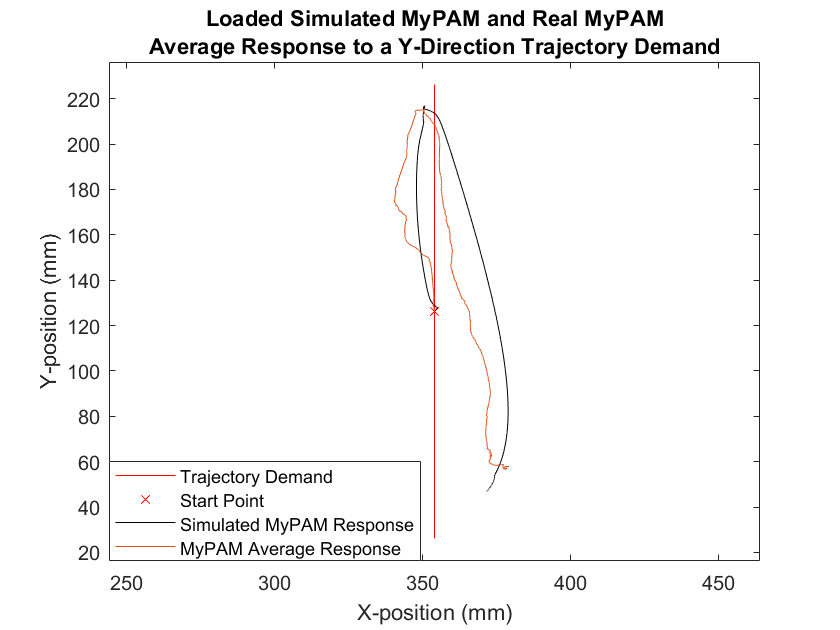 Loaded Simulated MyPAM and Real MyPAM
Average Response to a Y-Direction Trajectory Demand
220
200
180
160
140
120
100
80
60
40
20
Y-position (mm)
Trajectory Demand
Start Point
Simulated MyPAM Response
MyPAM Average Response
250
300
350
400
450
X-position (mm)